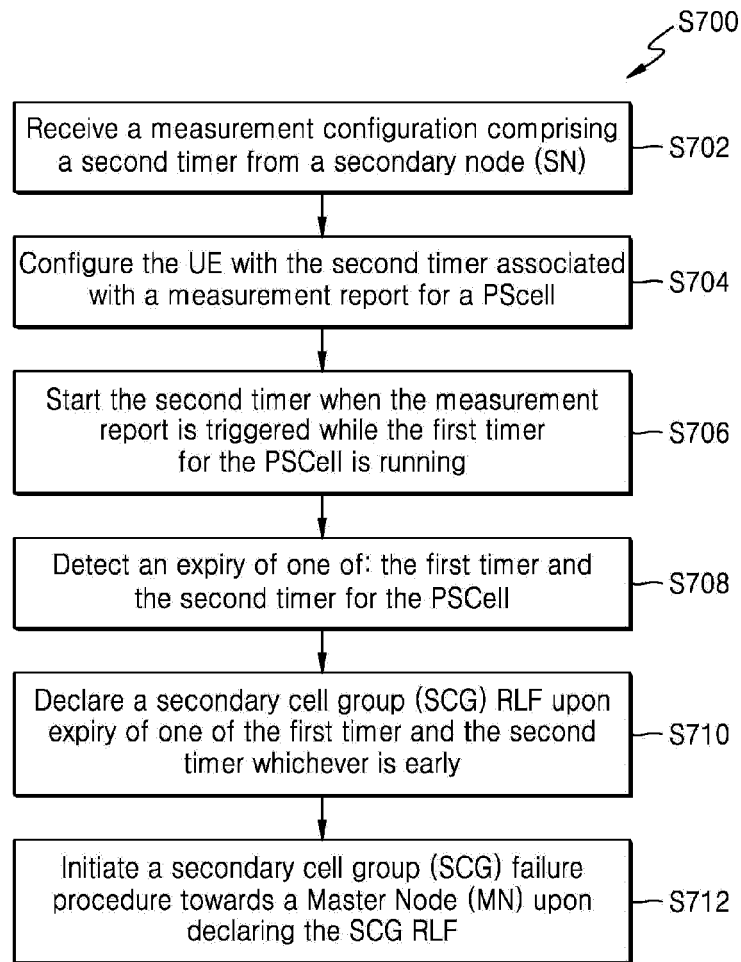 S700
Receive a measurement configuration comprising
a second timer from a secondary node (SN)
S702
Configure the UE with the second timer associated
with a measurement report for a PScell
S704
Start the second timer when the measurement
report is triggered while the first timer
for the PSCell is running
S706
Detect an expiry of one of: the first timer and
the second timer for the PSCell
S708
Declare a secondary cell group (SCG) RLF upon
expiry of one of the first timer and the second
timer whichever is early
S710
Initiate a secondary cell group (SCG) failure
procedure towards a Master Node (MN) upon
declaring the SCG RLF
S712